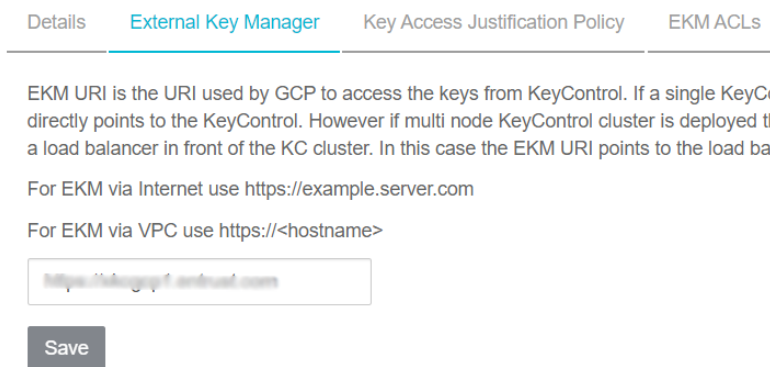 Details External Key Manager Key Access Justification Policy EKM ACLs
EKM URI is the URI used by GCP to access the keys from KeyControl. If a single
directly points to the KeyControl. However if multi node KeyControl cluster is deployed
a load balancer in front of the KC cluster. In this case the EKM URI points to the load
For EKM via Internet use https://example.server.com
For EKM via VPC use https://<hostname>
Save